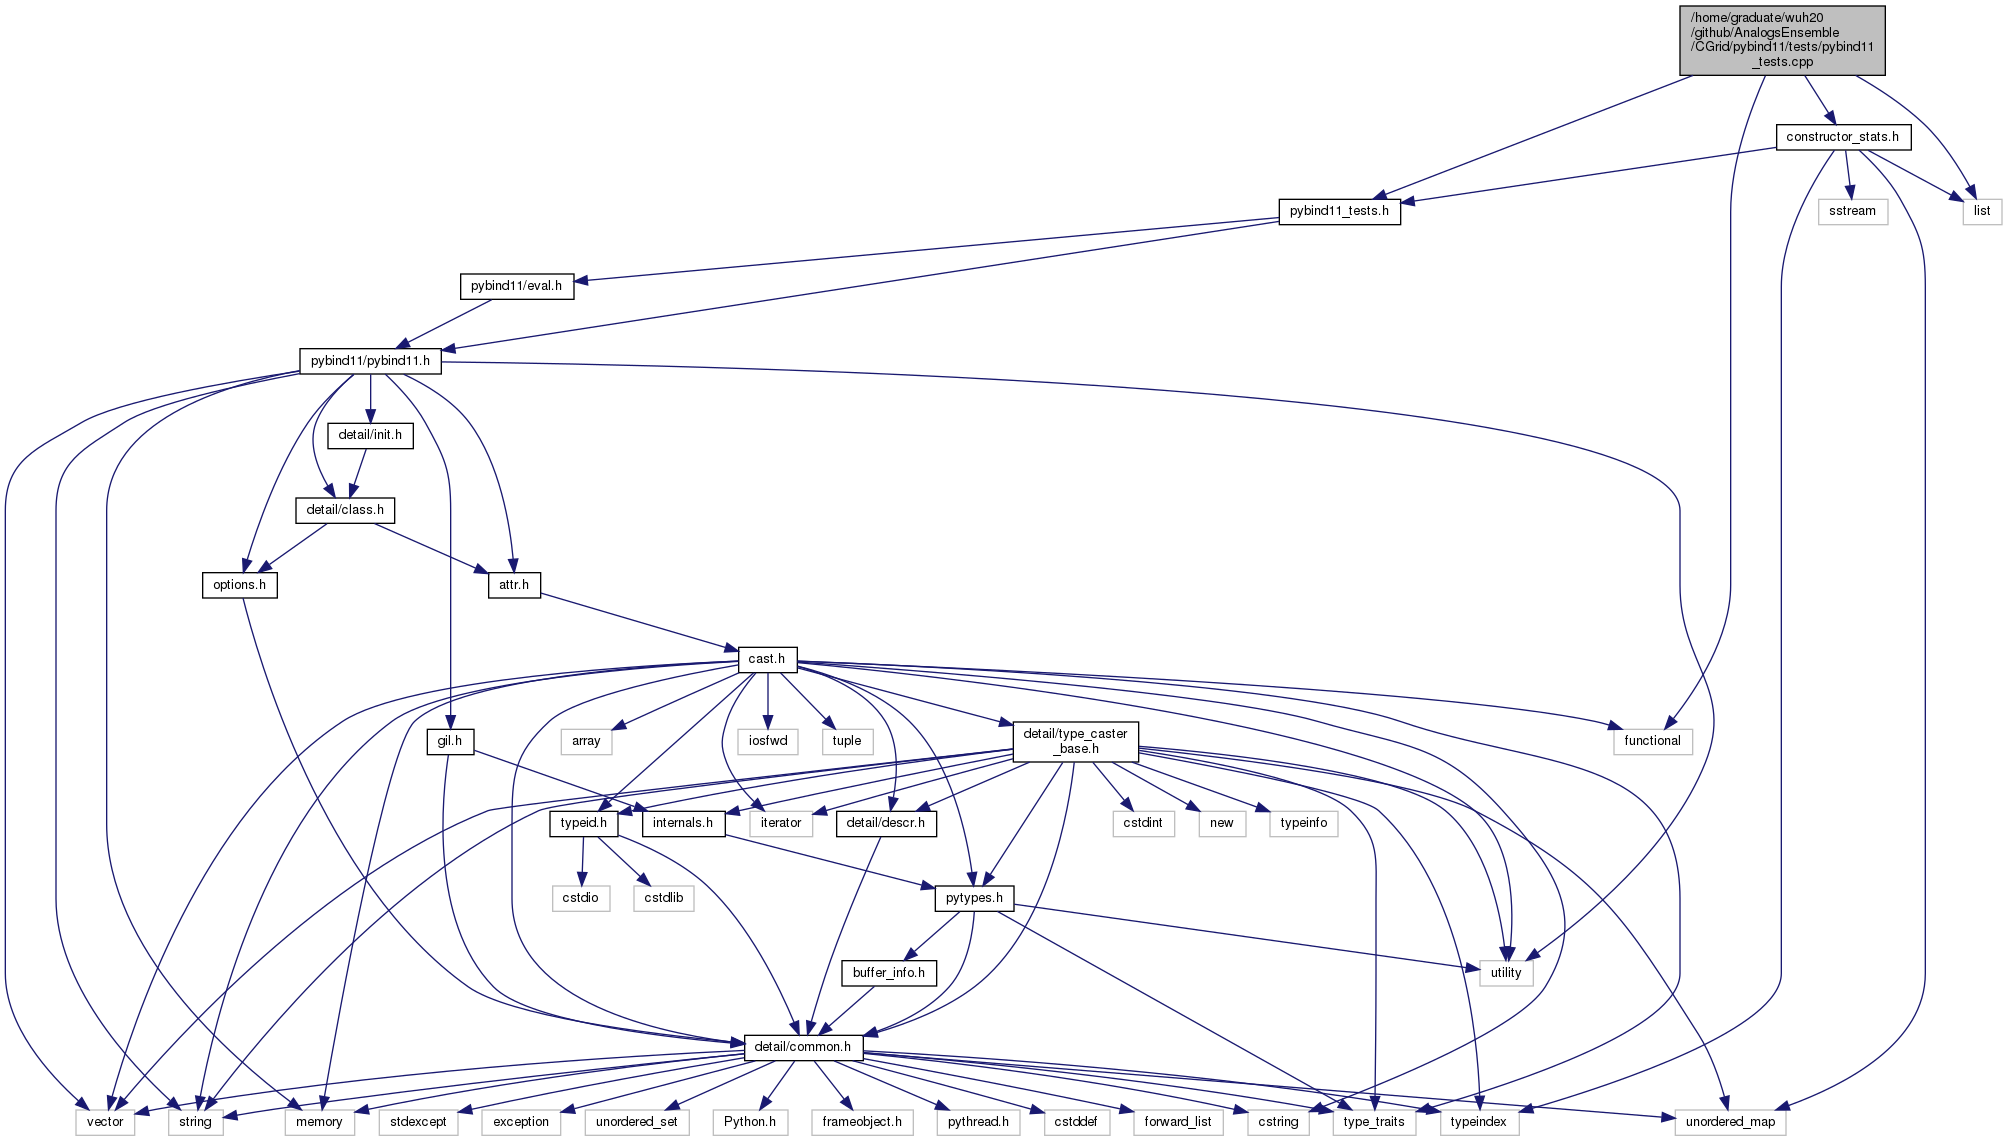 /home/graduate/wuh20
/github/AnalogsEnsemble
/CGrid/pybind11/tests/pybind11
_tests.cpp
constructor_stats.h
pybind11_tests.h
sstream
list
pybind11/eval.h
pybind11/pybind11.h
detail/init.h
detail/class.h
options.h
attr.h
cast.h
gil.h
array
iosfwd
tuple
detail/type_caster
_base.h
functional
typeid.h
internals.h
iterator
detail/descr.h
cstdint
new
typeinfo
cstdio
cstdlib
pytypes.h
buffer_info.h
utility
detail/common.h
vector
string
memory
stdexcept
exception
unordered_set
Python.h
frameobject.h
pythread.h
cstddef
forward_list
cstring
type_traits
typeindex
unordered_map